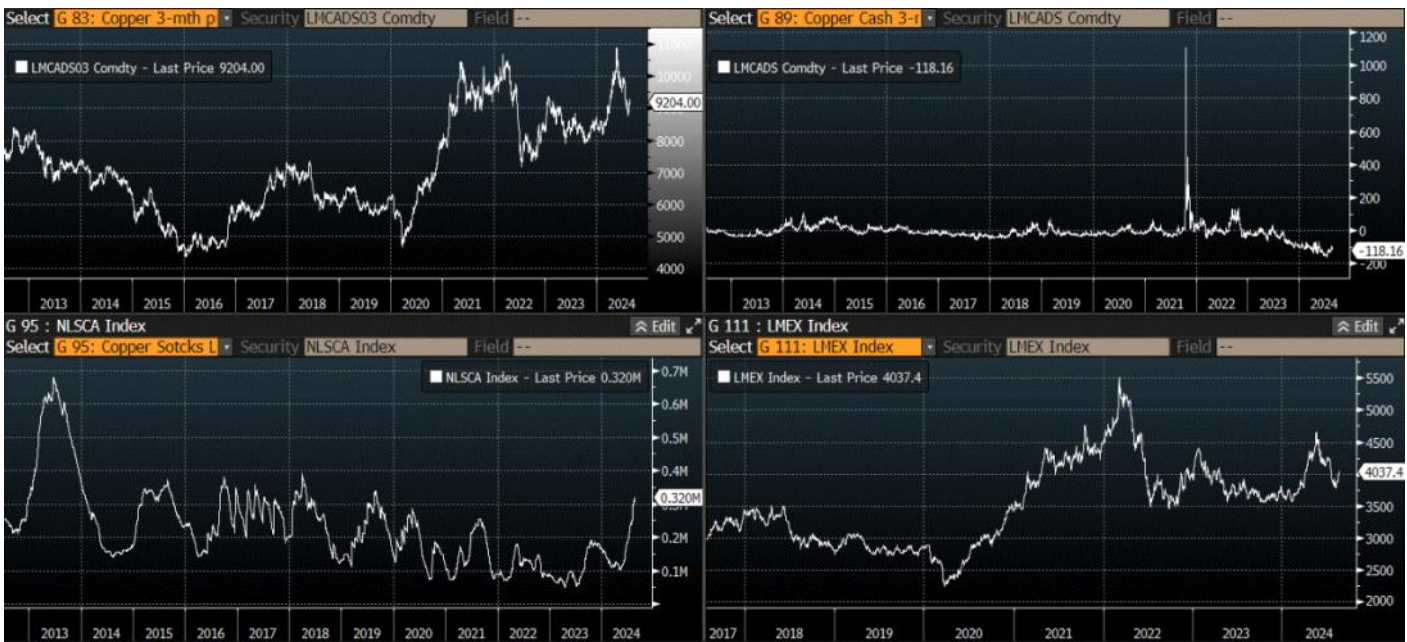 Select G 83: Copper 3-mth p Security LMCADS03 Comdty Field --
LMCADS03 Comdty - Last Price 9204.00
11000
10000
9204.00
8000
7000
6000
5000
4000
2013 2014 2015 2016 2017 2018 2019 2020 2021 2022 2023 2024
Select G 89: Copper Cash 3-r Security LMCADS Comdty Field --
LMCADS Comdty - Last Price -118.16
1200
1000
800
600
400
200
0
-118.16
-200
2013 2014 2015 2016 2017 2018 2019 2020 2021 2022 2023 2024
G 95 : NLSCA Index Edit
Select G 95: Copper Sotcks L Security NLSCA Index Field --
NLSCA Index - Last Price 0.320M
0.7M
0.6M
0.5M
0.4M
0.320M
0.2M
0.1M
2013 2014 2015 2016 2017 2018 2019 2020 2021 2022 2023 2024
G 111 : LMEX Index Edit
Select G 111: LMEX Index Security LMEX Index Field --
LMEX Index - Last Price 4037.4
5500
5000
4500
4037.4
3500
3000
2500
2000
2017 2018 2019 2020 2021 2022 2023 2024